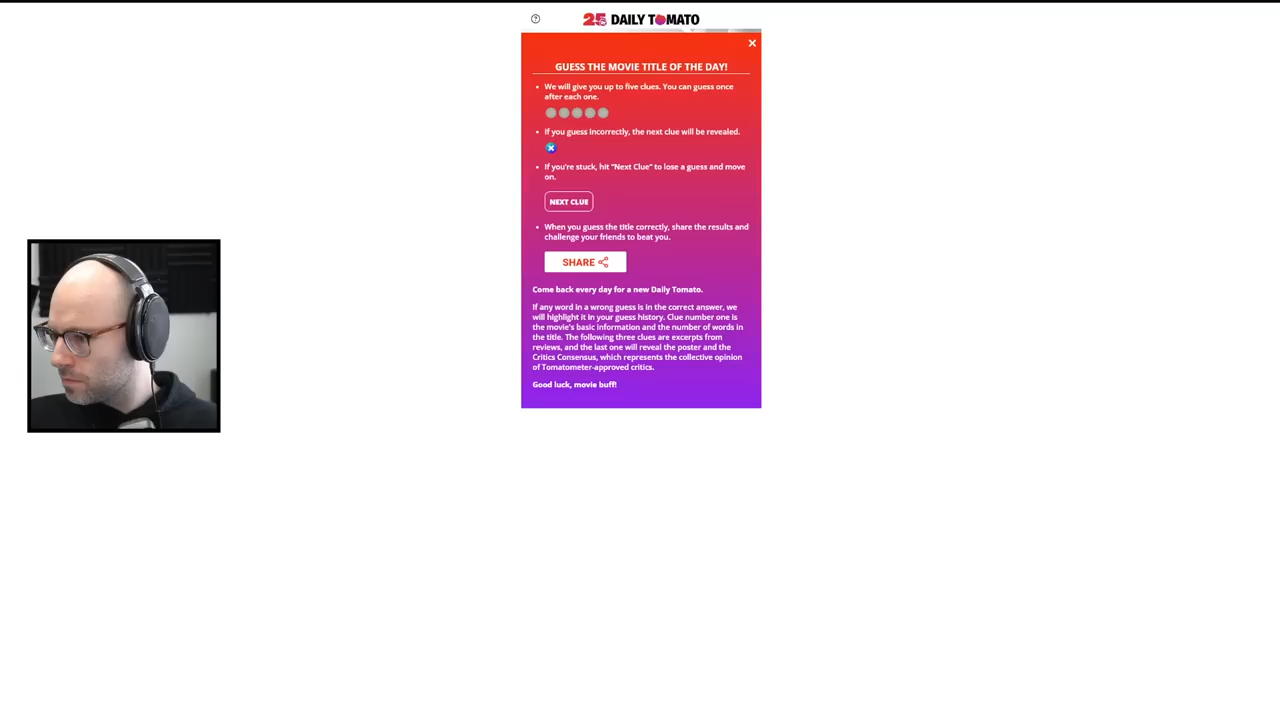 25 DAILY TOMATO
GUESS THE MOVIE TITLE OF THE DAY!
• We will give you up to five clues. You can guess once
after each one.
• If you guess incorrectly, the next clue will be revealed.
• If you're stuck, hit "Next Clue" to lose a guess and move
on.
NEXT CLUE
• When you guess the title correctly, share the results and
challenge your friends to beat you.
SHARE
Come back every day for a new Daily Tomato.
If any word in a wrong guess is in the correct answer, we
will highlight it in your guess history. Clue number one is
the movie's basic information and the number of words in
the title. The following three clues are excerpts from
reviews, and the last one will reveal the poster and the
Critics Consensus, which represents the collective opinion
of Tomatometer-approved critics.
Good luck, movie buff!